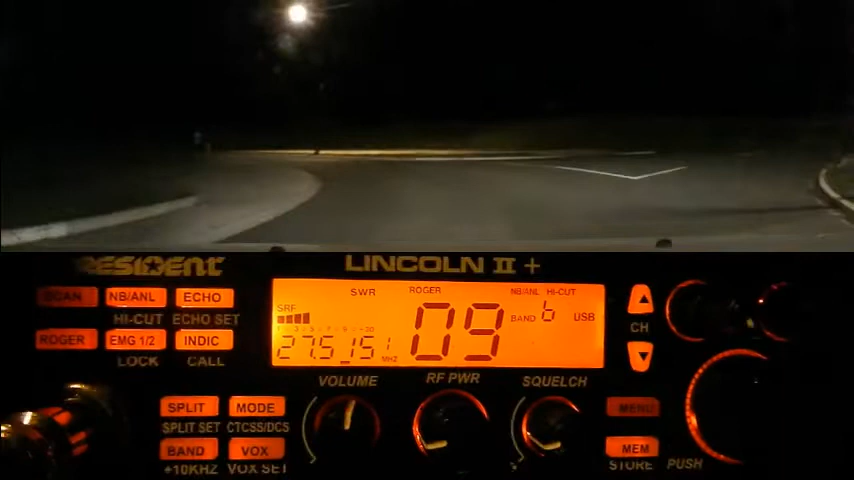 RESIDENT
LINCOLN II +
SCAN NB/ANL ECHO
HI-CUT ECHO SET
ROGER EMG 1/2 INDIC
LOCK CALL
SWR ROGER NB/ANL HI-CUT
SRF
BAND 6 USB
09
MHZ
CH
VOLUME RF PWR SQUELCH
SPLIT MODE
SPLIT SET CTCSS/DCS
BAND VOX
+10KHZ VOX SET
MENU
MEM
STORE PUSH